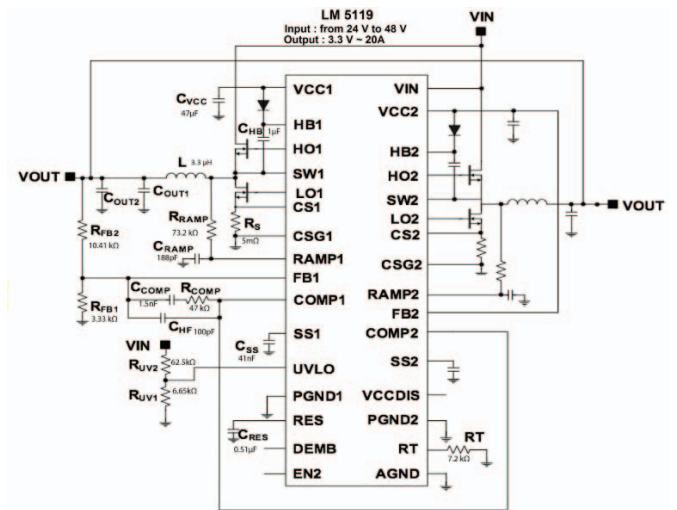 LM 5119
Input : from 24 V to 48 V
Output : 3.3 V ~ 20A
VIN
VCC1
VIN
CVCC
47µF
VCC2
HB1
CHB
1µF
HO1
HB2
L 3.3 µH
SW1
HO2
VOUT
LO1
SW2
COUT2
COUT1
CS1
LO2
VOUT
RRAMP
73.2 kΩ
RS
5mΩ
CS2
RFB2
10.41 kΩ
CSG1
CRAMP
188pF
RAMP1
CSG2
FB1
RAMP2
CCOMP
1.5nF
RCOMP
47 kΩ
COMP1
FB2
RFB1
3.33 kΩ
CHF 100pF
COMP2
VIN
CSS
41nF
SS1
RUV2
62.5kΩ
UVLO
SS2
RUV1
6.65kΩ
PGND1
VCCDIS
RES
PGND2
CRES
0.51µF
DEMB
RT
RT
7.2 kΩ
EN2
AGND